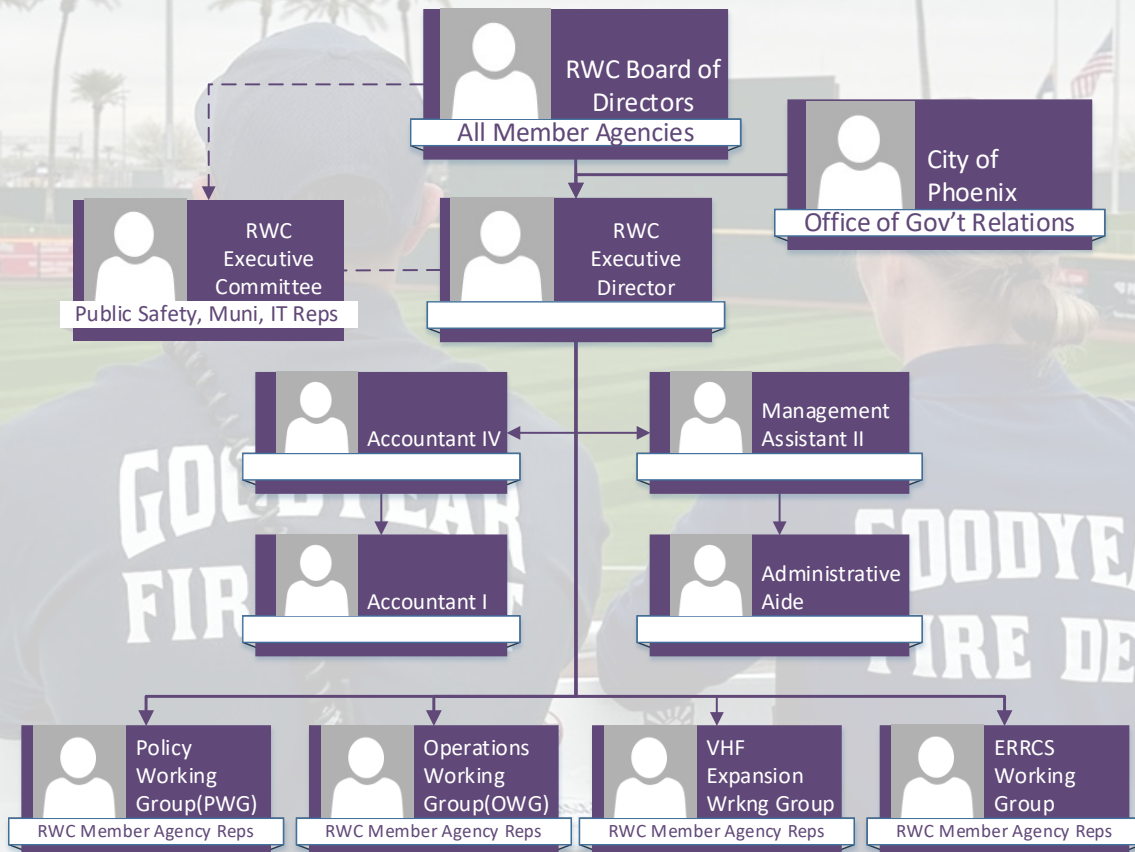 RWC Board of
Directors
All Member Agencies
City of
Phoenix
Office of Gov't Relations
RWC
Executive
Committee
Public Safety, Muni, IT Reps
RWC
Executive
Director
Accountant IV
Management
Assistant II
Accountant I
Administrative
Aide
GOODYEAR
FIRE
GOODYE
FIRE DE
Policy
Working
Group(PWG)
RWC Member Agency Reps
Operations
Working
Group(OWG)
RWC Member Agency Reps
VHF
Expansion
Wrkng Group
RWC Member Agency Reps
ERRCS
Working
Group
RWC Member Agency Reps